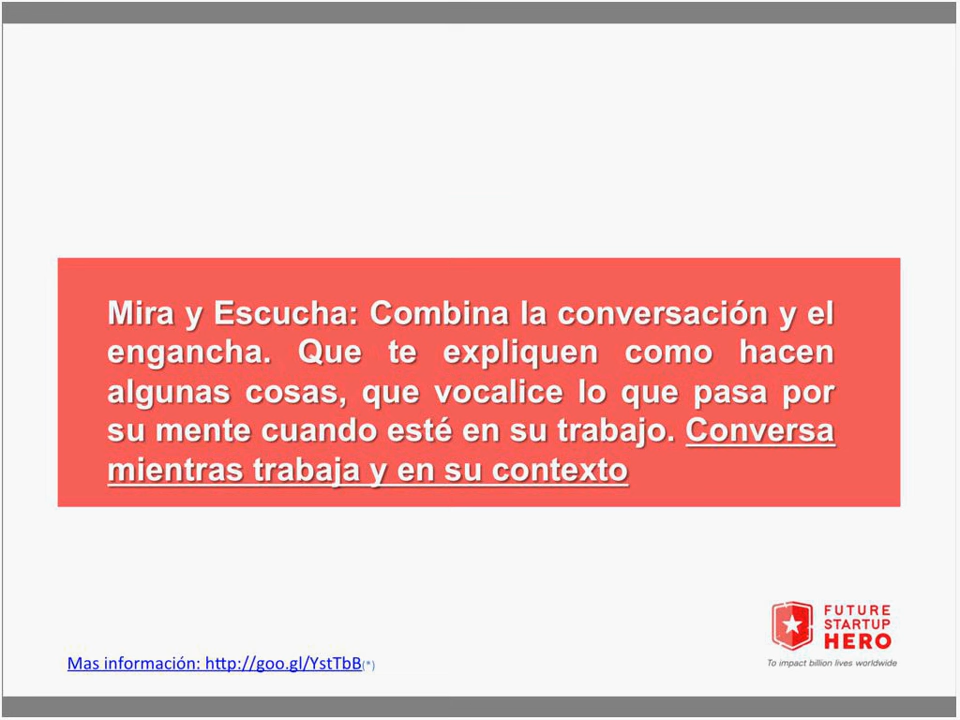 Mira y Escucha: Combina la conversación y el
engancha. Que te expliquen como hacen
algunas cosas, que vocalice lo que pasa por
su mente cuando esté en su trabajo. Conversa
mientras trabaja y en su contexto
FUTURE
STARTUP
HERO
To impact billion lives worldwide
Mas información: http://goo.gl/YstTbB(*)